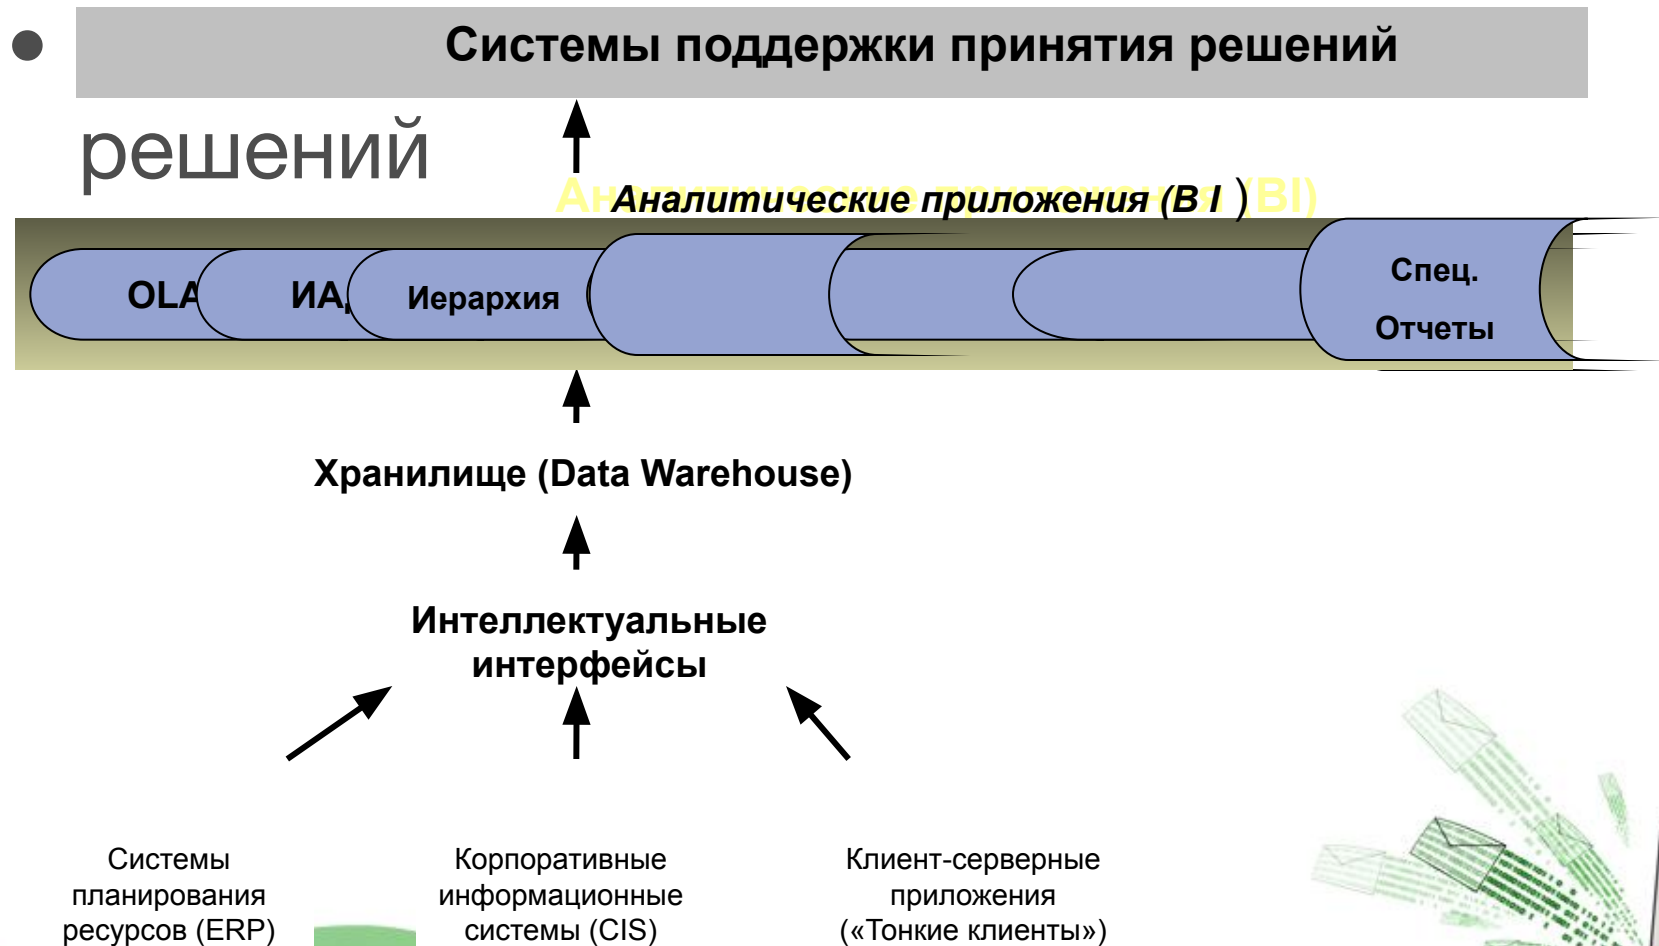 Системы поддержки принятия решений
решений
Аналитические приложения (BI)
OLA ИА Иерархия
Спец.
Отчеты
Хранилище (Data Warehouse)
Интеллектуальные
интерфейсы
Системы
планирования
ресурсов (ERP)
Корпоративные
информационные
системы (CIS)
Клиент-серверные
приложения
(«Тонкие клиенты»)